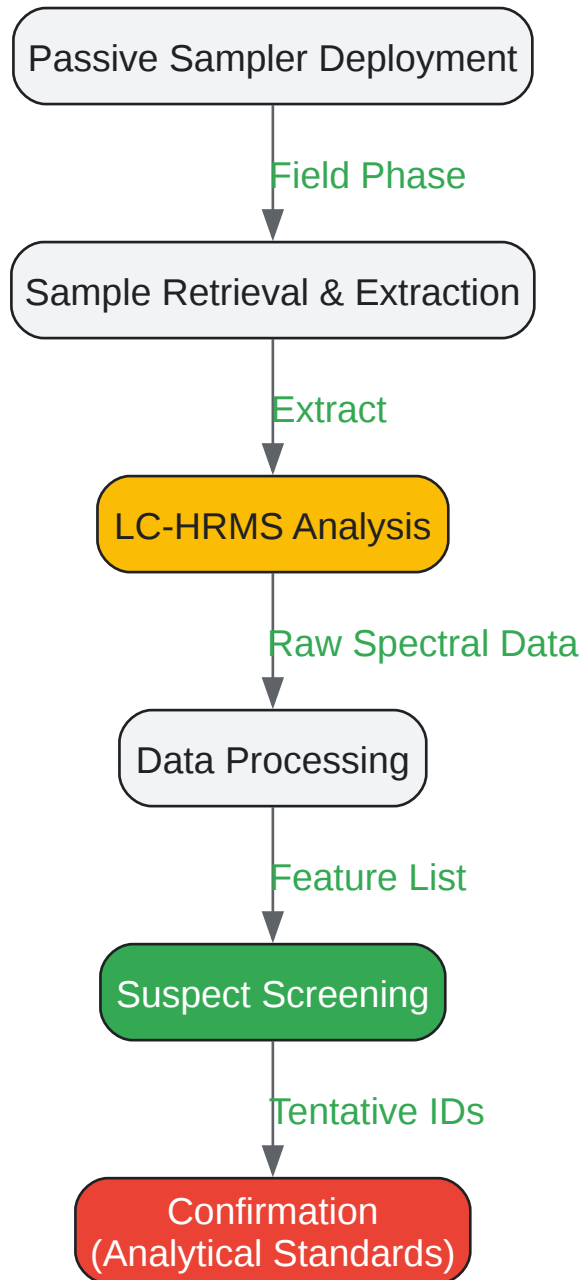 Passive Sampler Deployment
Field Phase
Sample Retrieval & Extraction
Extract
LC-HRMS Analysis
Raw Spectral Data
Data Processing
Feature List
Suspect Screening
Tentative IDs
Confirmation
(Analytical Standards)